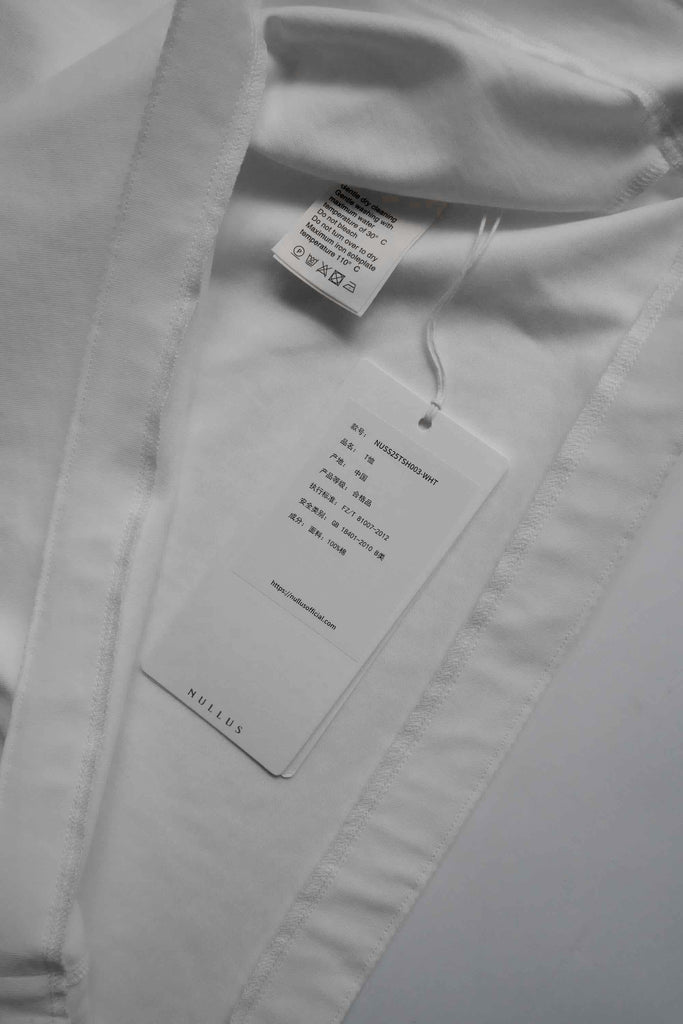 Gentle dry cleaning
Gentle washing with
maximum water
temperature of 30° C
Do not bleach
Do not turn over to dry
Maximum iron soleplate
temperature 110° C
P
款号： NUSS25TSH003-WHT
品名： T恤
产地： 中国
产品等级：合格品
执行标准：FZ/T 81007-2012
安全类别：GB 18401-2010 B类
成分： 面料：100%棉
https://nullusofficial.com
NULLUS